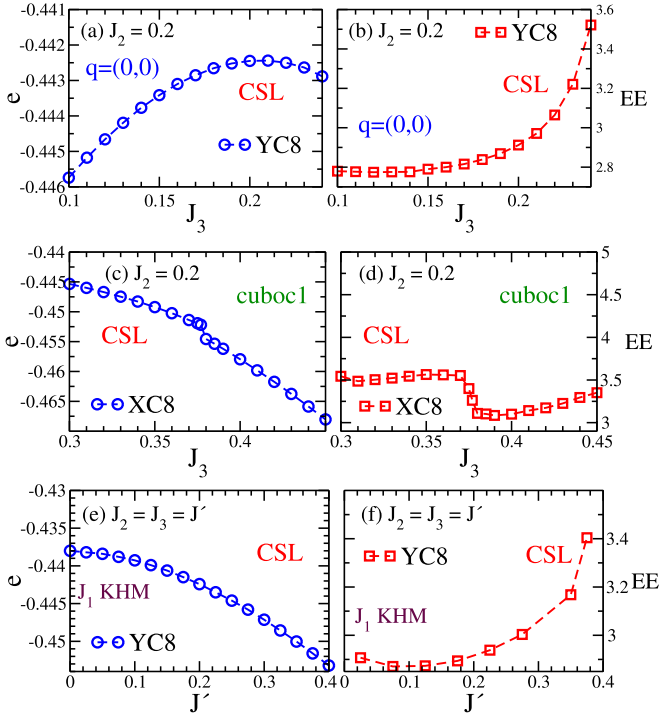 (a) J₂ = 0.2
q=(0,0)
CSL
YC8
e
-0.441
-0.442
-0.443
-0.444
-0.445
-0.446
0.1
0.15
0.2
J₃
(b) J₂ = 0.2
YC8
CSL
q=(0,0)
EE
3.6
3.4
3.2
3
2.8
0.1
0.15
0.2
J₃
(c) J₂ = 0.2
cuboc1
CSL
XC8
e
-0.44
-0.445
-0.45
-0.455
-0.46
-0.465
0.3
0.35
0.4
J₃
(d) J₂ = 0.2
cuboc1
CSL
XC8
EE
5
4.5
4
3.5
3
0.3
0.35
0.4
0.45
J₃
(e) J₂ = J₃ = J´
CSL
J₁ KHM
YC8
e
-0.43
-0.435
-0.44
-0.445
-0.45
0
0.1
0.2
0.3
0.4
J´
(f) J₂ = J₃ = J´
YC8
CSL
J₁ KHM
EE
3.4
3.2
3
0
0.1
0.2
0.3
0.4
J´